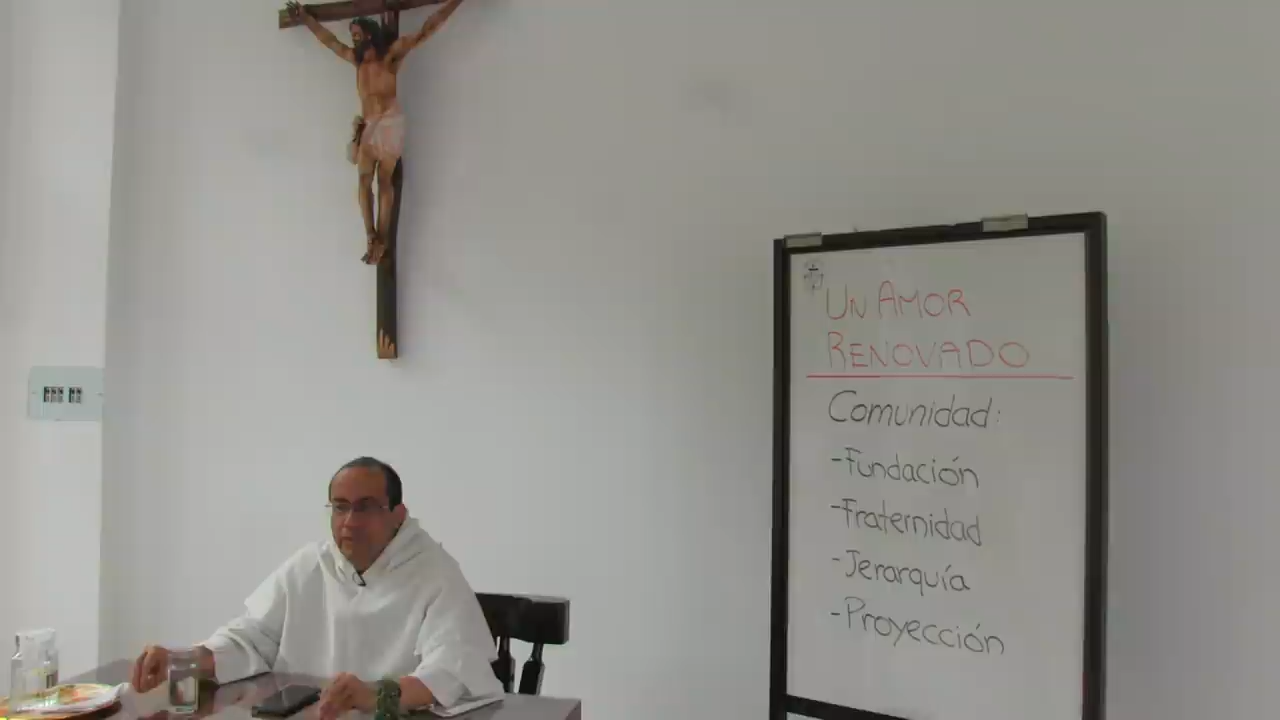 UN AMOR
RENOVADO
Comunidad:
-Fundación
-Fraternidad
-Jerarquía
-Proyección